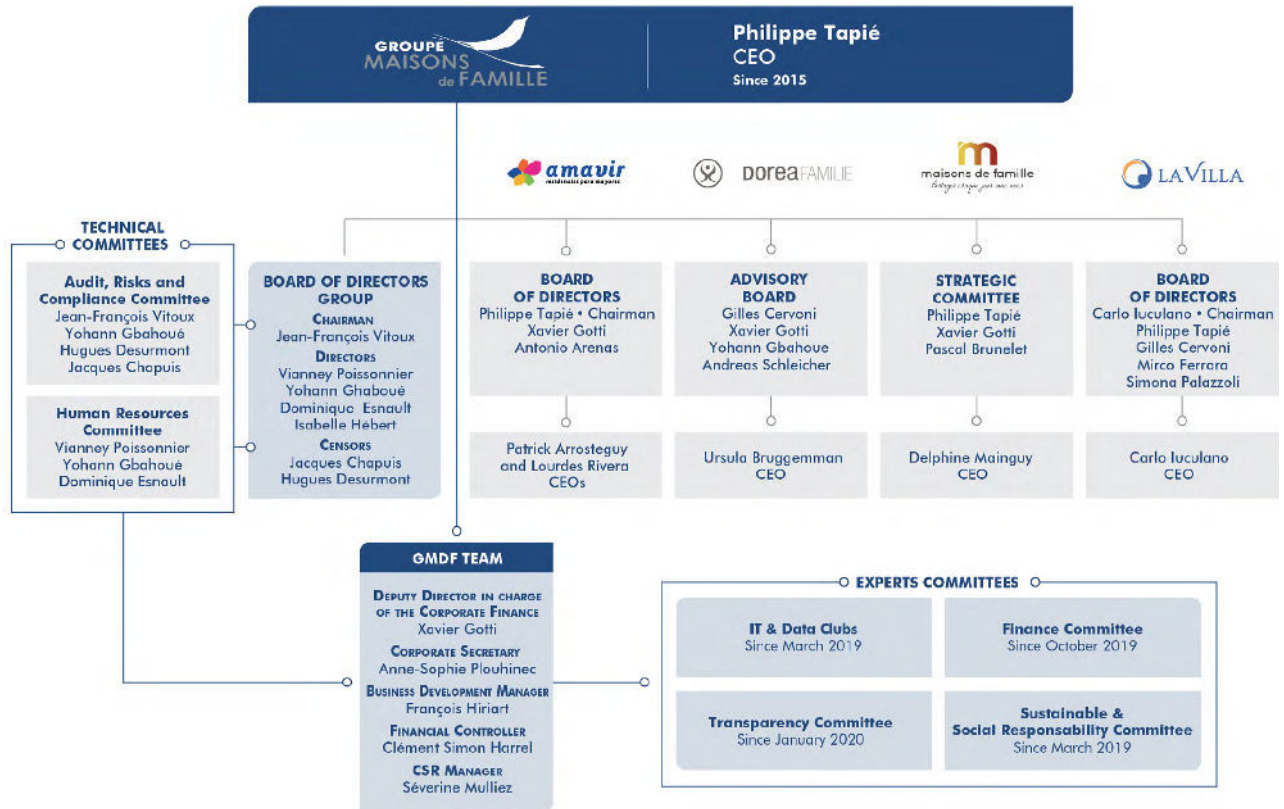 GROUPE
MAISONS
de FAMILLE
Philippe Tapié
CEO
Since 2015
amavir
residencias para mayores
DOREAFAMILIE
maisons de famille
Partager chaque jour avec vous
LAVILLA
TECHNICAL
COMMITTEES
Audit, Risks and
Compliance Committee
Jean-François Vitoux
Yohann Gbahoué
Hugues Desurmont
Jacques Chapuis
Human Resources
Committee
Vianney Poissonnier
Yohann Gbahoué
Dominique Esnault
BOARD OF DIRECTORS
GROUP
CHAIRMAN
Jean-François Vitoux
DIRECTORS
Vianney Poissonnier
Yohann Ghaboué
Dominique Esnault
Isabelle Hébert
CENSORS
Jacques Chapuis
Hugues Desurmont
BOARD
OF DIRECTORS
Philippe Tapié • Chairman
Xavier Gotti
Antonio Arenas
Patrick Arrosteguy
and Lourdes Rivera
CEOs
ADVISORY
BOARD
Gilles Cervoni
Xavier Gotti
Yohann Gbahoue
Andreas Schleicher
Ursula Bruggemman
CEO
STRATEGIC
COMMITTEE
Philippe Tapié
Xavier Gotti
Pascal Brunelet
Delphine Mainguy
CEO
BOARD
OF DIRECTORS
Carlo Iuculano • Chairman
Philippe Tapié
Gilles Cervoni
Mirco Ferrara
Simona Palazzoli
Carlo Iuculano
CEO
GMDF TEAM
DEPUTY DIRECTOR IN CHARGE
OF THE CORPORATE FINANCE
Xavier Gotti
CORPORATE SECRETARY
Anne-Sophie Plouhinec
BUSINESS DEVELOPMENT MANAGER
François Hiriart
FINANCIAL CONTROLLER
Clément Simon Harrel
CSR MANAGER
Séverine Mulliez
EXPERTS COMMITTEES
IT & Data Clubs
Since March 2019
Finance Committee
Since October 2019
Transparency Committee
Since January 2020
Sustainable &
Social Responsability Committee
Since March 2019